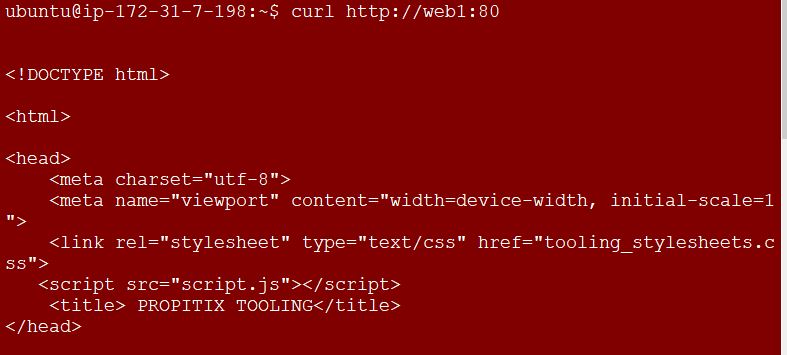 ubuntu@ip-172-31-7-198:~$ curl http://web1:80
<!DOCTYPE html>
<html>
<head>
    <meta charset="utf-8">
    <meta name="viewport" content="width=device-width, initial-scale=1
">
    <link rel="stylesheet" type="text/css" href="tooling_stylesheets.c
ss">
   <script src="script.js"></script>
    <title> PROPITIX TOOLING</title>
</head>